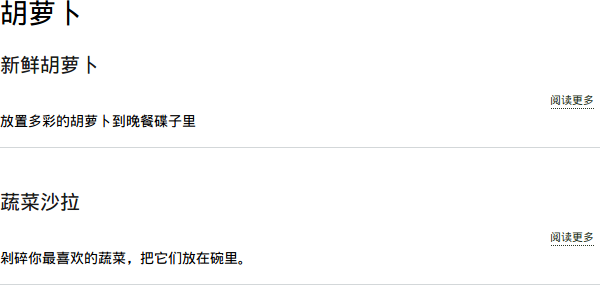 胡萝卜
新鲜胡萝卜
阅读更多
放置多彩的胡萝卜到晚餐碟子里
蔬菜沙拉
阅读更多
剁碎你最喜欢的蔬菜，把它们放在碗里。